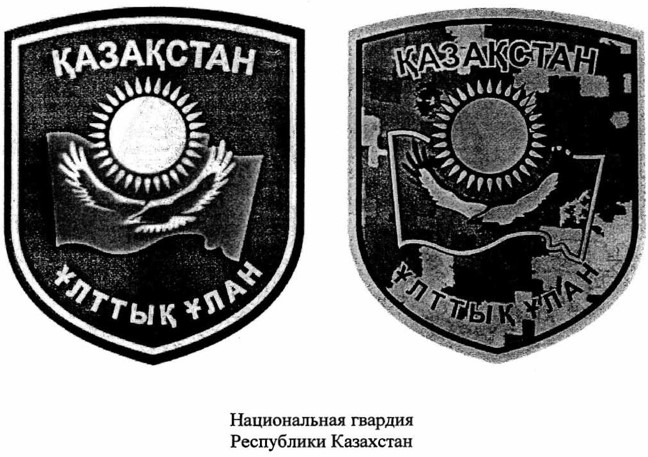 ҚАЗАҚСТАН
ҰЛТТЫҚ ҰЛАН
ҚАЗАҚСТАН
ҰЛТТЫҚ ҰЛАН
Национальная гвардия
Республики Казахстан